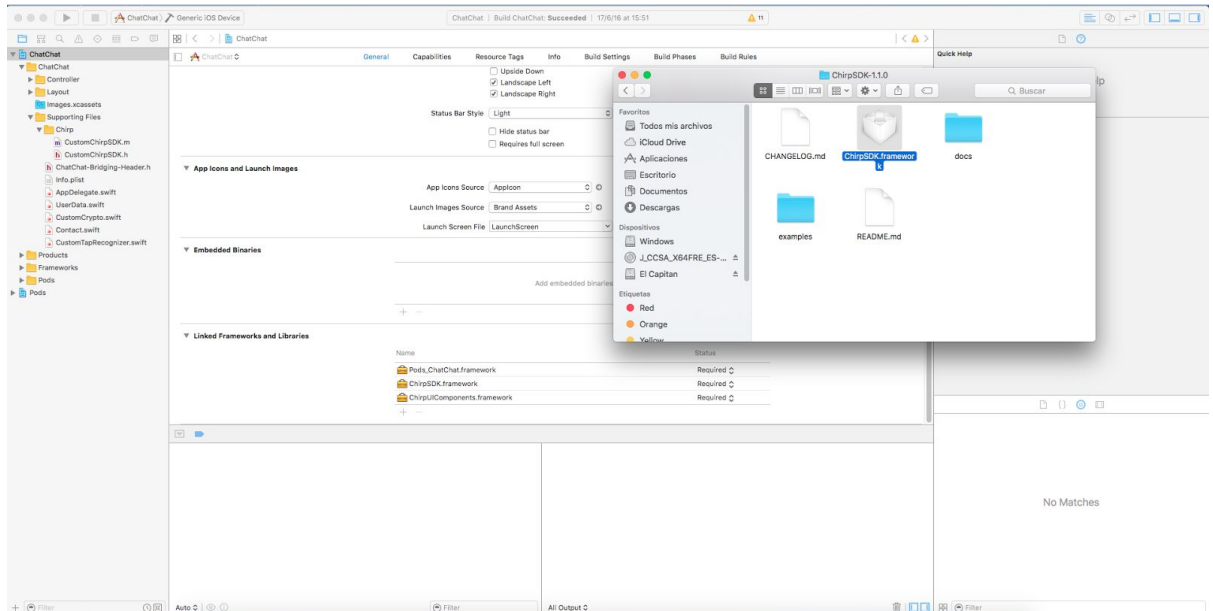 ChatChat
Generic iOS Device
ChatChat | Build ChatChat: Succeeded | 17/6/16 at 15:51
11
ChatChat
Quick Help
ChatChat
ChatChat
Controller
Layout
Images.xcassets
Supporting Files
Chirp
CustomChirpSDK.m
CustomChirpSDK.h
ChatChat-Bridging-Header.h
Info.plist
AppDelegate.swift
UserData.swift
CustomCrypto.swift
Contact.swift
CustomTapRecognizer.swift
Products
Frameworks
Pods
Pods
ChatChat
General Capabilities Resource Tags Info Build Settings Build Phases Build Rules
Upside Down
Landscape Left
Landscape Right
Status Bar Style Light
Hide status bar
Requires full screen
App Icons and Launch Images
App Icons Source AppIcon
Launch Images Source Brand Assets
Launch Screen File LaunchScreen
Embedded Binaries
Add embedded binaries
Linked Frameworks and Libraries
Name Status
Pods_ChatChat.framework Required
ChirpSDK.framework Required
ChirpUIComponents.framework Required
ChirpSDK-1.1.0
Buscar
Favoritos
Todos mis archivos
iCloud Drive
Aplicaciones
Escritorio
Documentos
Descargas
Dispositivos
Windows
J_CCSA_X64FRE_ES-...
El Capitan
Etiquetas
Red
Orange
Yellow
CHANGELOG.md
ChirpSDK.framewor
k
docs
examples
README.md
No Matches
Filter
Auto
Filter
All Output
Filter